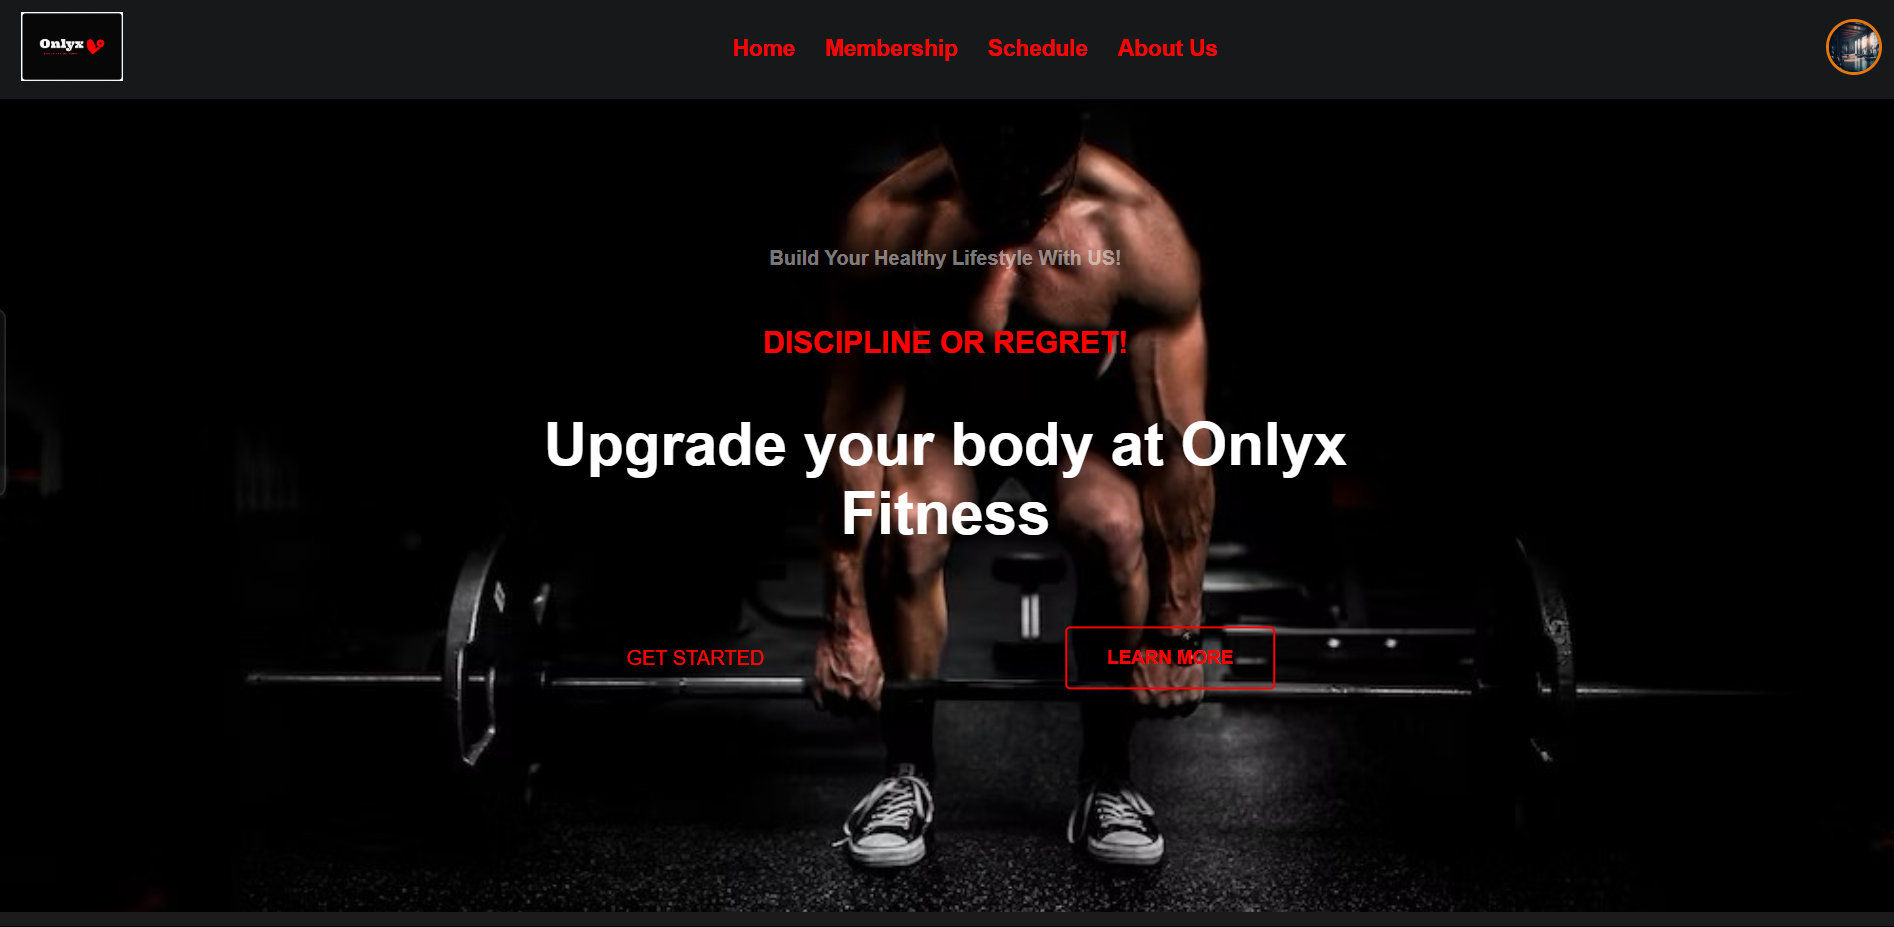 Onlyx
Home Membership Schedule About Us
Build Your Healthy Lifestyle With US!
DISCIPLINE OR REGRET!
Upgrade your body at Onlyx
Fitness
GET STARTED LEARN MORE